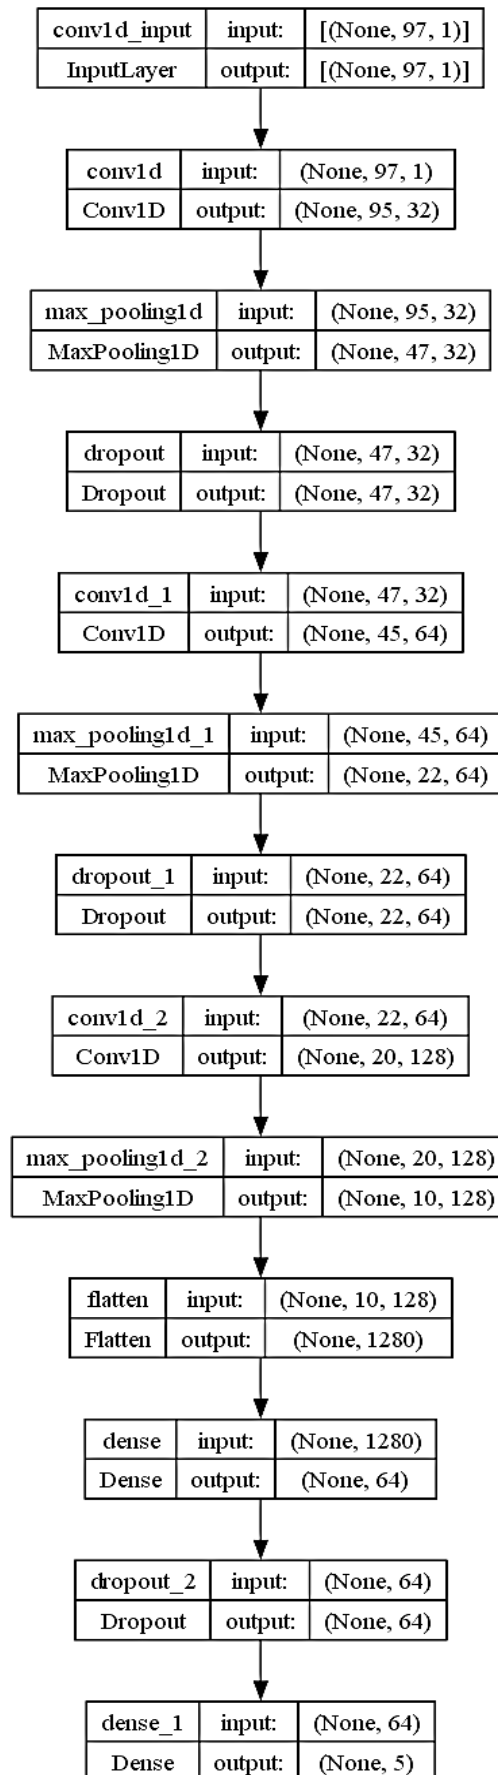 conv1d_input input: [(None, 97, 1)]
InputLayer output: [(None, 97, 1)]
conv1d input: (None, 97, 1)
Conv1D output: (None, 95, 32)
max_pooling1d input: (None, 95, 32)
MaxPooling1D output: (None, 47, 32)
dropout input: (None, 47, 32)
Dropout output: (None, 47, 32)
conv1d_1 input: (None, 47, 32)
Conv1D output: (None, 45, 64)
max_pooling1d_1 input: (None, 45, 64)
MaxPooling1D output: (None, 22, 64)
dropout_1 input: (None, 22, 64)
Dropout output: (None, 22, 64)
conv1d_2 input: (None, 22, 64)
Conv1D output: (None, 20, 128)
max_pooling1d_2 input: (None, 20, 128)
MaxPooling1D output: (None, 10, 128)
flatten input: (None, 10, 128)
Flatten output: (None, 1280)
dense input: (None, 1280)
Dense output: (None, 64)
dropout_2 input: (None, 64)
Dropout output: (None, 64)
dense_1 input: (None, 64)
Dense output: (None, 5)